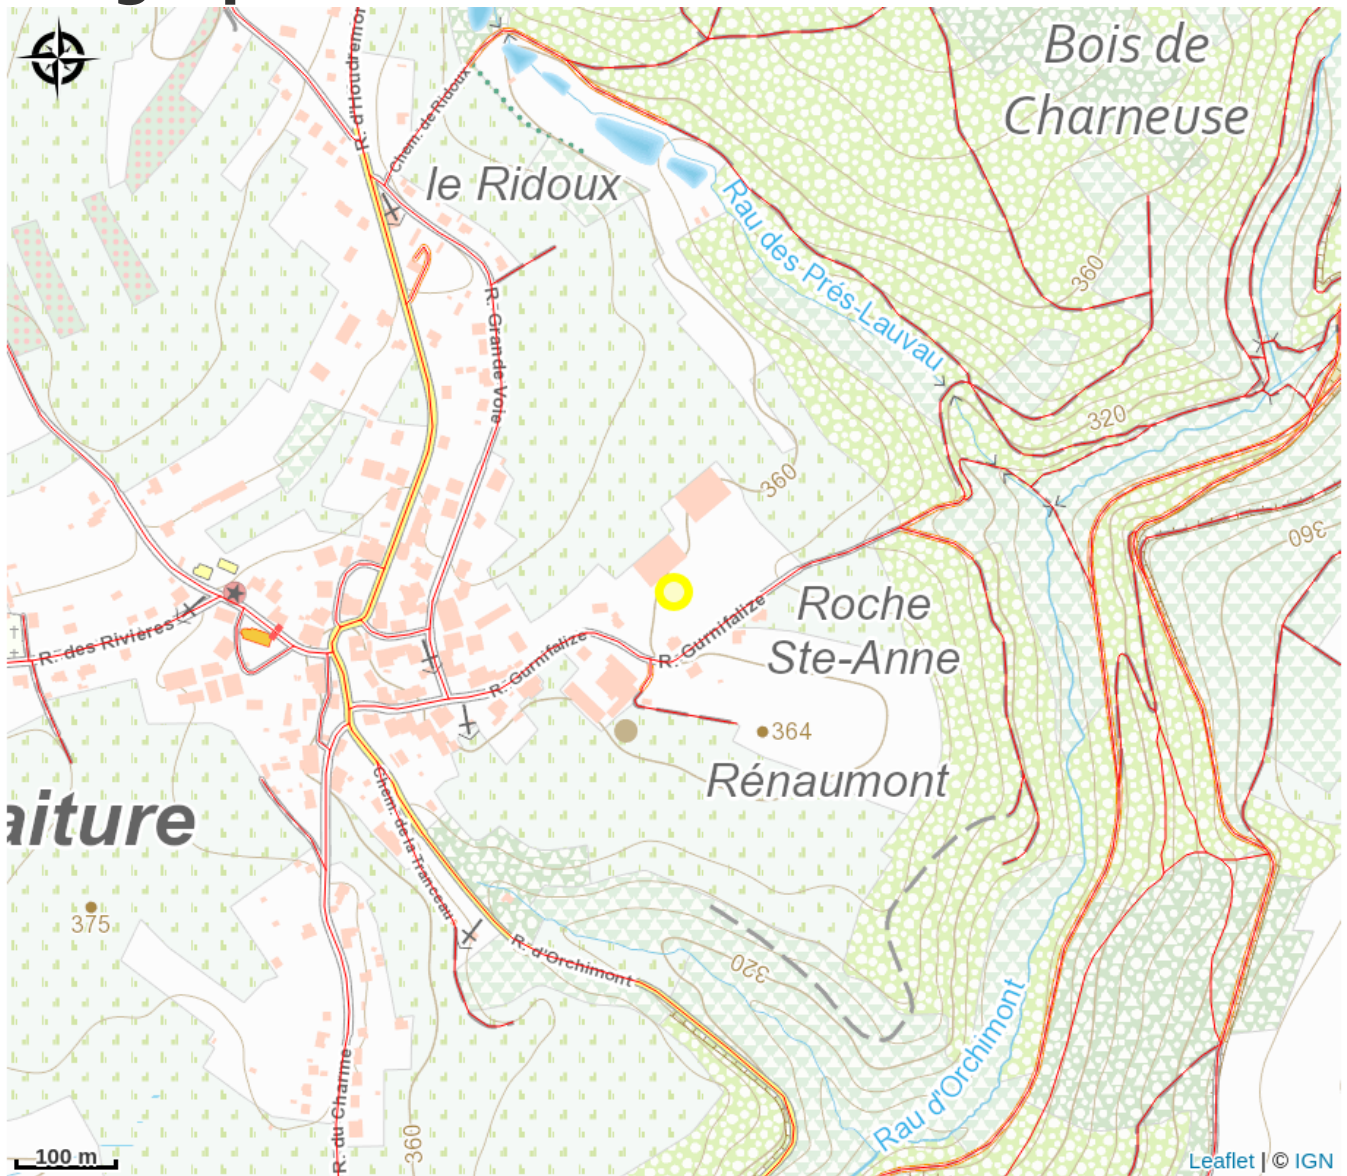 Bois de
Charneuse
R. d'Houdremont
Chem. de Ridoux
le Ridoux
Rau des Prés-Lauvau
360
R. Grande Voie
320
360
360
R. des Rivières
R. Gurnifalize
R. Gurnifalize
Roche
Ste-Anne
364
Rénaumont
aiture
Chem. de la Tranceau
375
R. d'Orchimont
320
Rau d'Orchimont
R. du Charme
360
100 m
Leaflet | © IGN